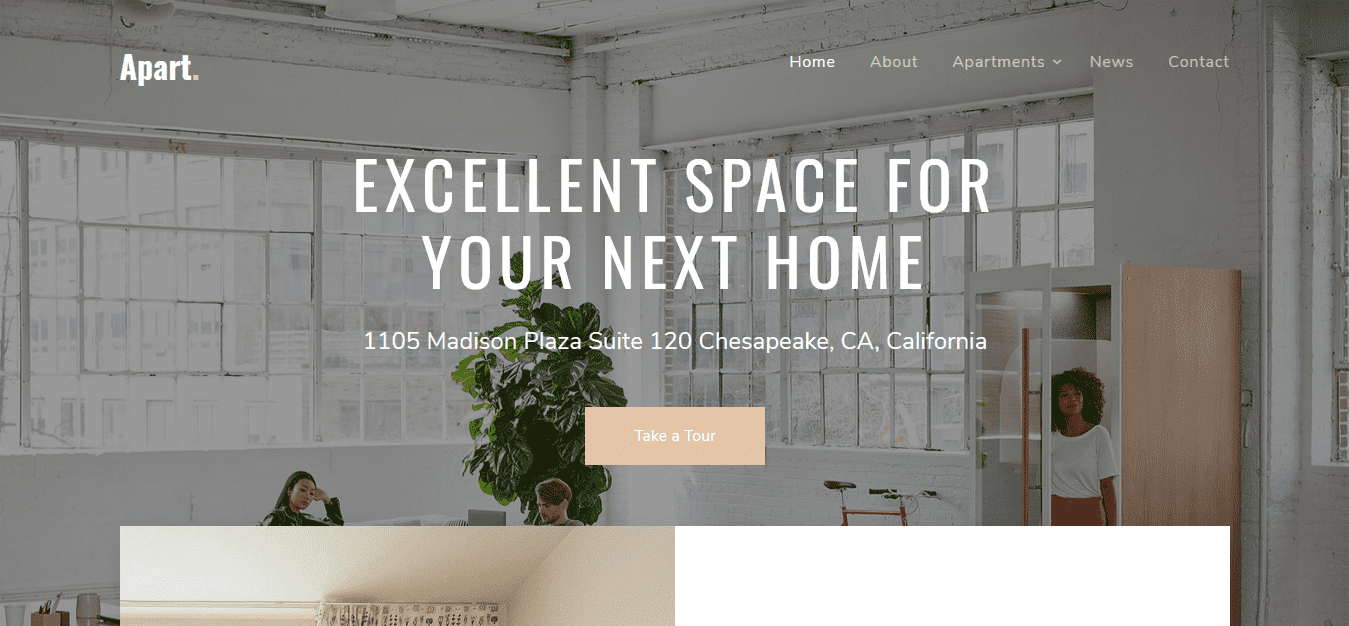 Apart.
Home About Apartments News Contact
EXCELLENT SPACE FOR
YOUR NEXT HOME
1105 Madison Plaza Suite 120 Chesapeake, CA, California
Take a Tour